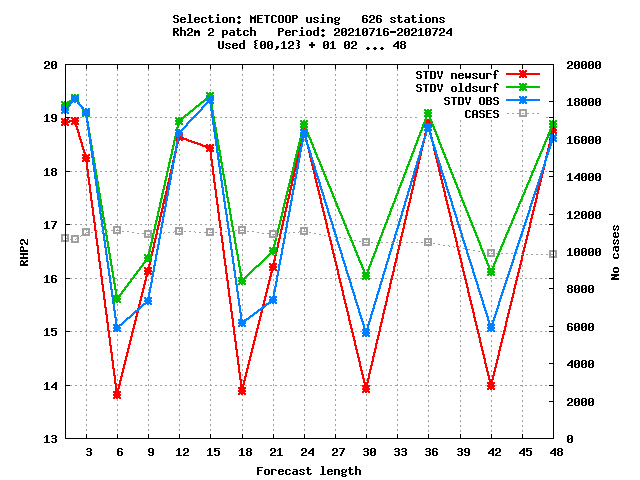 Selection: METCOOP using   626 stations
Rh2m 2 patch   Period: 20210716-20210724
Used {00,12} + 01 02 ... 48
STDV newsurf
STDV oldsurf
STDV OBS
CASES
20
19
18
17
16
15
14
13
RHP2
20000
18000
16000
14000
12000
10000
8000
6000
4000
2000
0
No cases
3 6 9 12 15 18 21 24 27 30 33 36 39 42 45 48
Forecast length